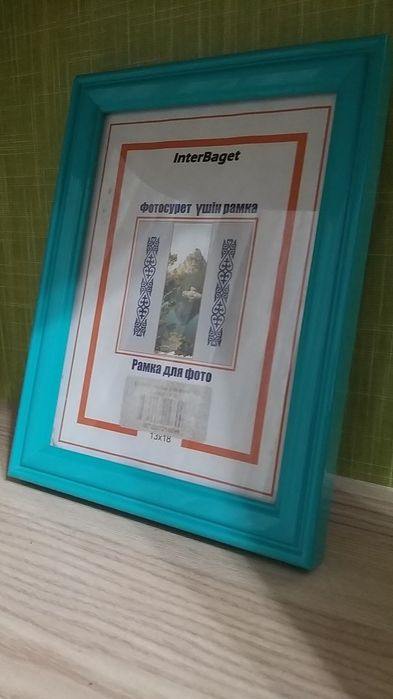 InterBaget
Фотосурет үшін рамка
Рамка для фото
13x18